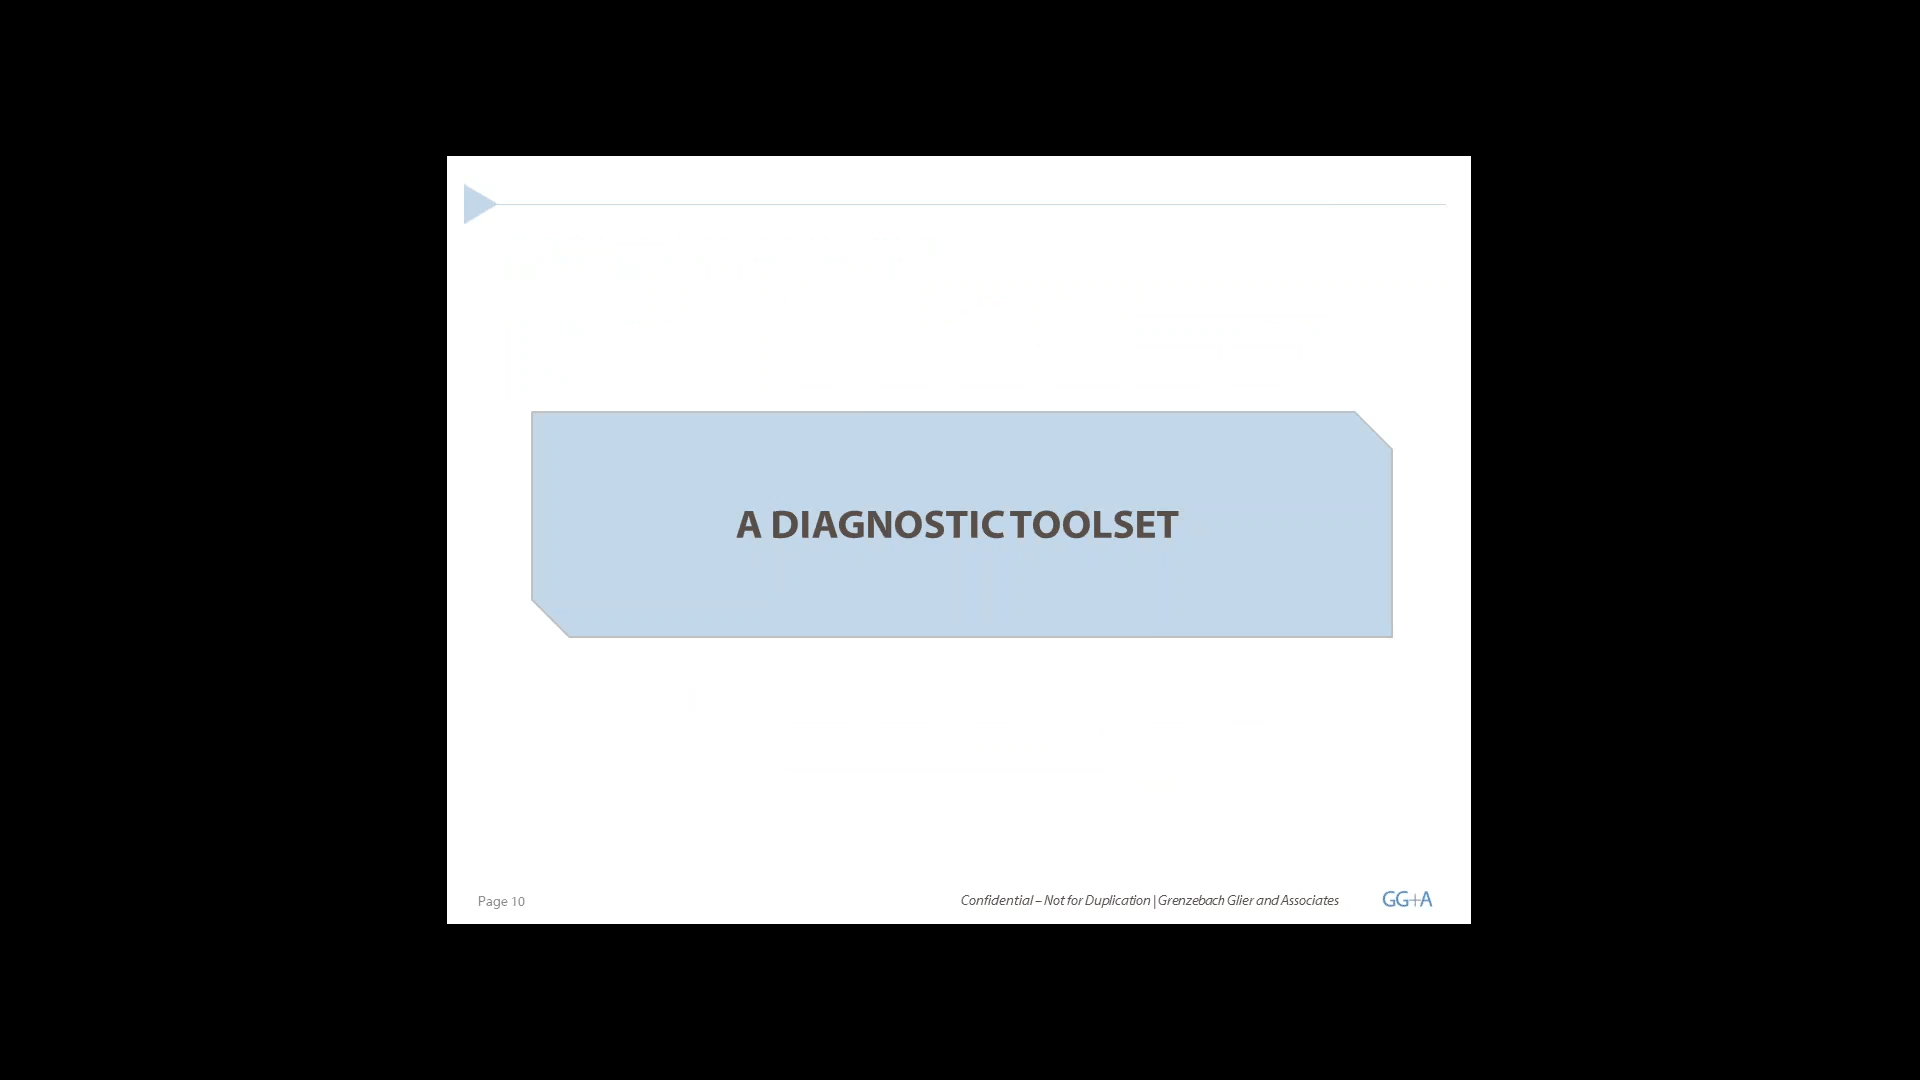 A DIAGNOSTIC TOOLSET
Page 10
Confidential – Not for Duplication | Grenzebach Glier and Associates
GG+A